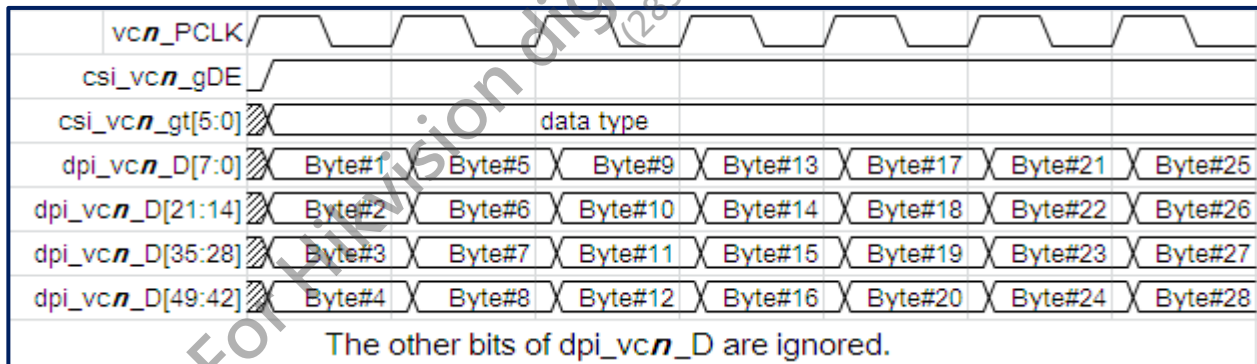 vcn_PCLK
csi_vcn_gDE
csi_vcn_gt[5:0] data type
dpi_vcn_D[7:0] Byte#1 Byte#5 Byte#9 Byte#13 Byte#17 Byte#21 Byte#25
dpi_vcn_D[21:14] Byte#2 Byte#6 Byte#10 Byte#14 Byte#18 Byte#22 Byte#26
dpi_vcn_D[35:28] Byte#3 Byte#7 Byte#11 Byte#15 Byte#19 Byte#23 Byte#27
dpi_vcn_D[49:42] Byte#4 Byte#8 Byte#12 Byte#16 Byte#20 Byte#24 Byte#28
The other bits of dpi_vcn_D are ignored.
For Hikvision dig